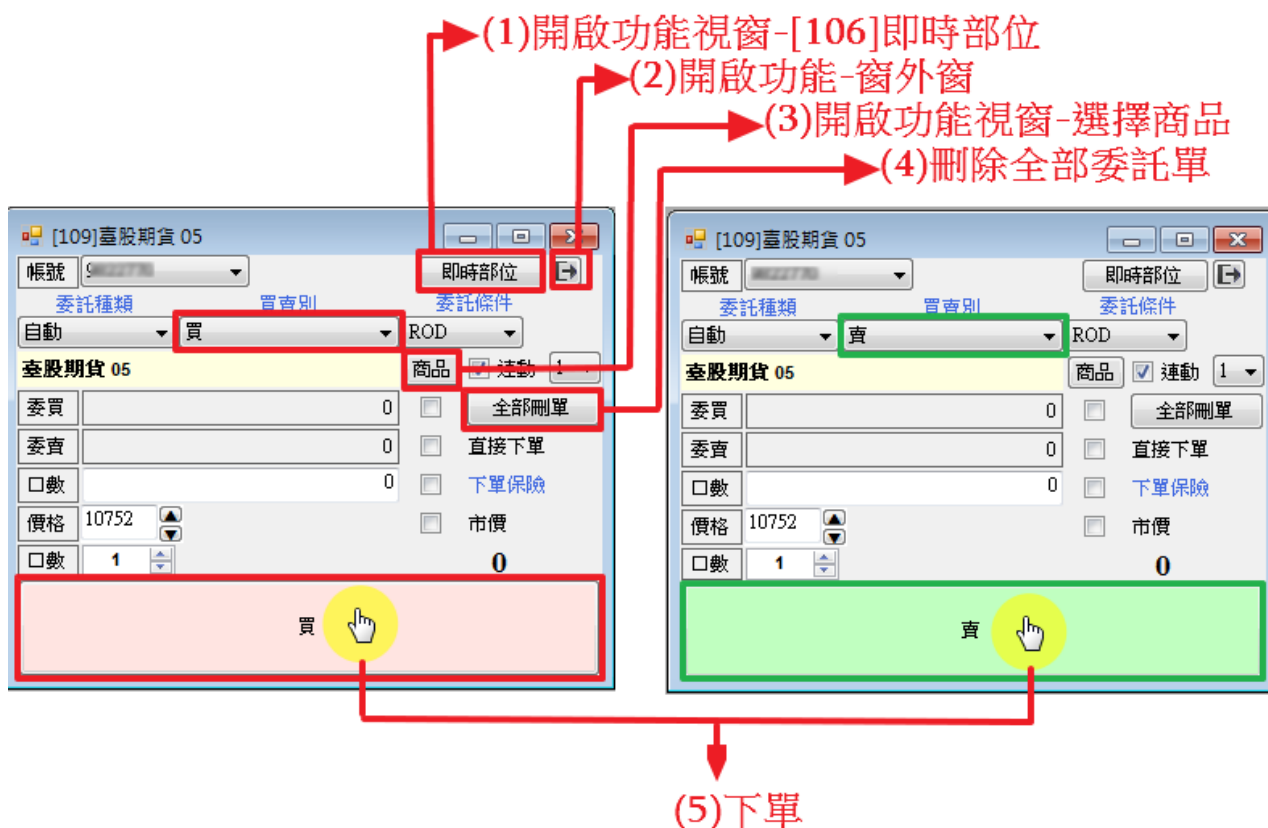 (1)開啟功能視窗-[106]即時部位
(2)開啟功能-窗外窗
(3)開啟功能視窗-選擇商品
(4)刪除全部委託單
[109]臺股期貨 05
帳號 即時部位
委託種類 買賣別 委託條件
自動 買 ROD
臺股期貨 05 商品 連動 1
委買 0 全部刪單
委賣 0 直接下單
口數 0 下單保險
價格 10752 市價
口數 1 0
買
[109]臺股期貨 05
帳號 即時部位
委託種類 買賣別 委託條件
自動 賣 ROD
臺股期貨 05 商品 連動 1
委買 0 全部刪單
委賣 0 直接下單
口數 0 下單保險
價格 10752 市價
口數 1 0
賣
(5)下單